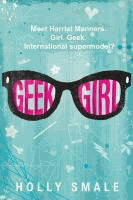 Meet Harriet Manners.
Girl. Geek.
International supermodel?
GEEK GIRL
HOLLY SMALE